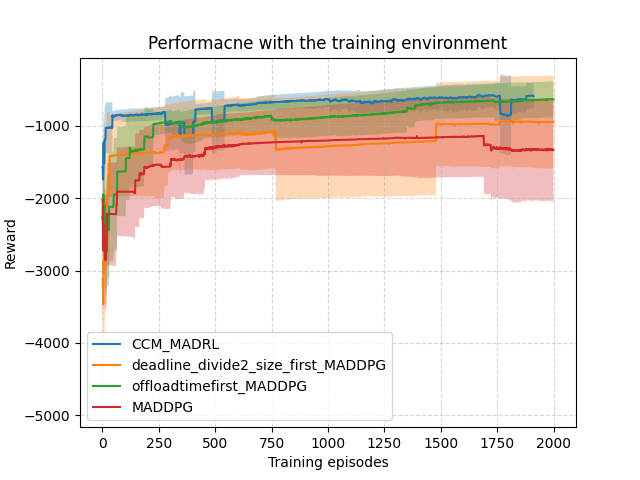 Performacne with the training environment
Reward
−1000
−2000
−3000
−4000
−5000
CCM_MADRL
deadline_divide2_size_first_MADDPG
offloadtimefirst_MADDPG
MADDPG
0 250 500 750 1000 1250 1500 1750 2000
Training episodes